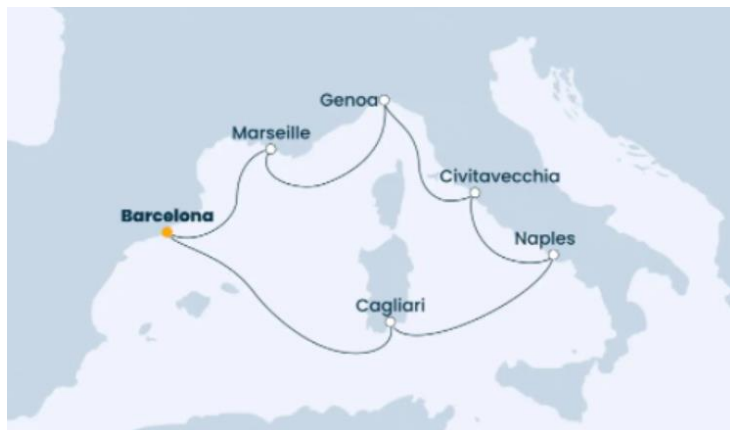 Genoa
Marseille
Civitavecchia
Barcelona
Naples
Cagliari